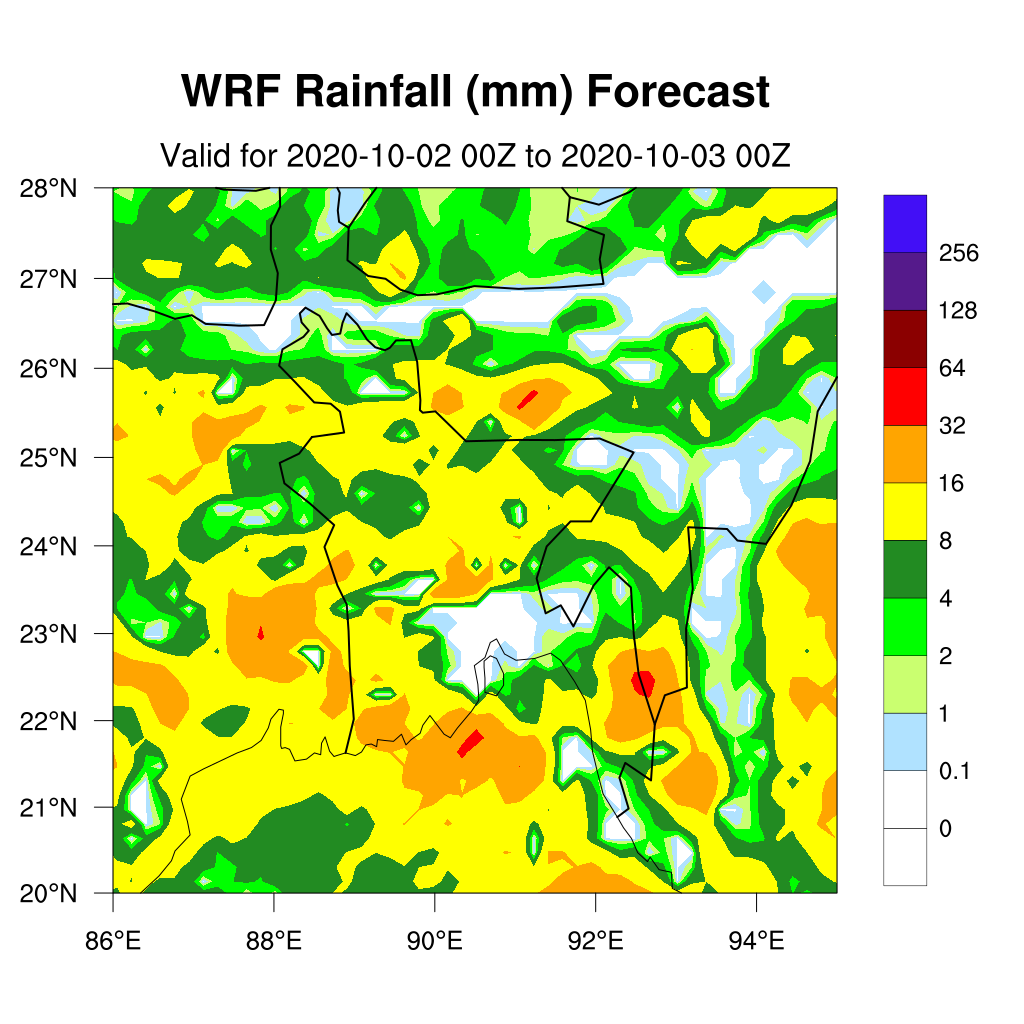 WRF Rainfall (mm) Forecast
Valid for 2020-10-02 00Z to 2020-10-03 00Z
28°N
27°N
26°N
25°N
24°N
23°N
22°N
21°N
20°N
86°E 88°E 90°E 92°E 94°E
256
128
64
32
16
8
4
2
1
0.1
0